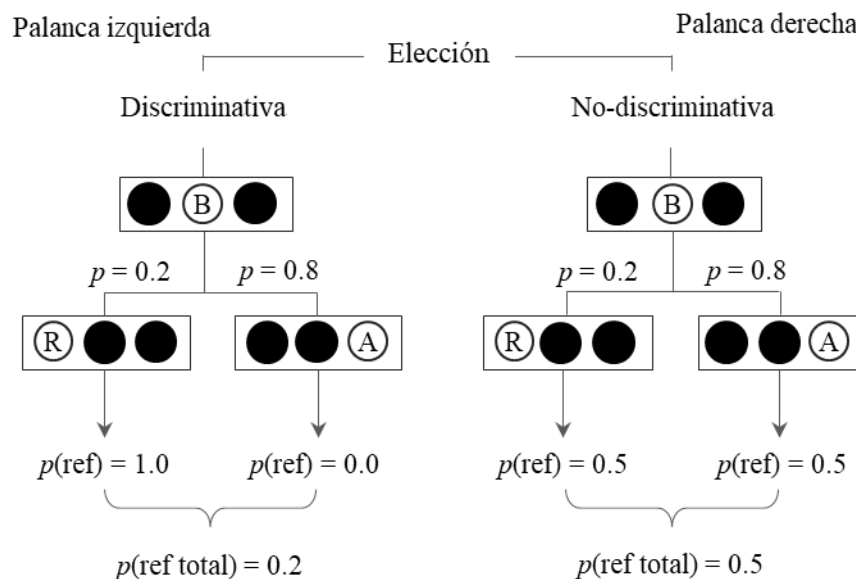 Palanca izquierda
Palanca derecha
Elección
Discriminativa
No-discriminativa
B
B
p = 0.2
p = 0.8
p = 0.2
p = 0.8
R
A
R
A
p(ref) = 1.0
p(ref) = 0.0
p(ref) = 0.5
p(ref) = 0.5
p(ref total) = 0.2
p(ref total) = 0.5